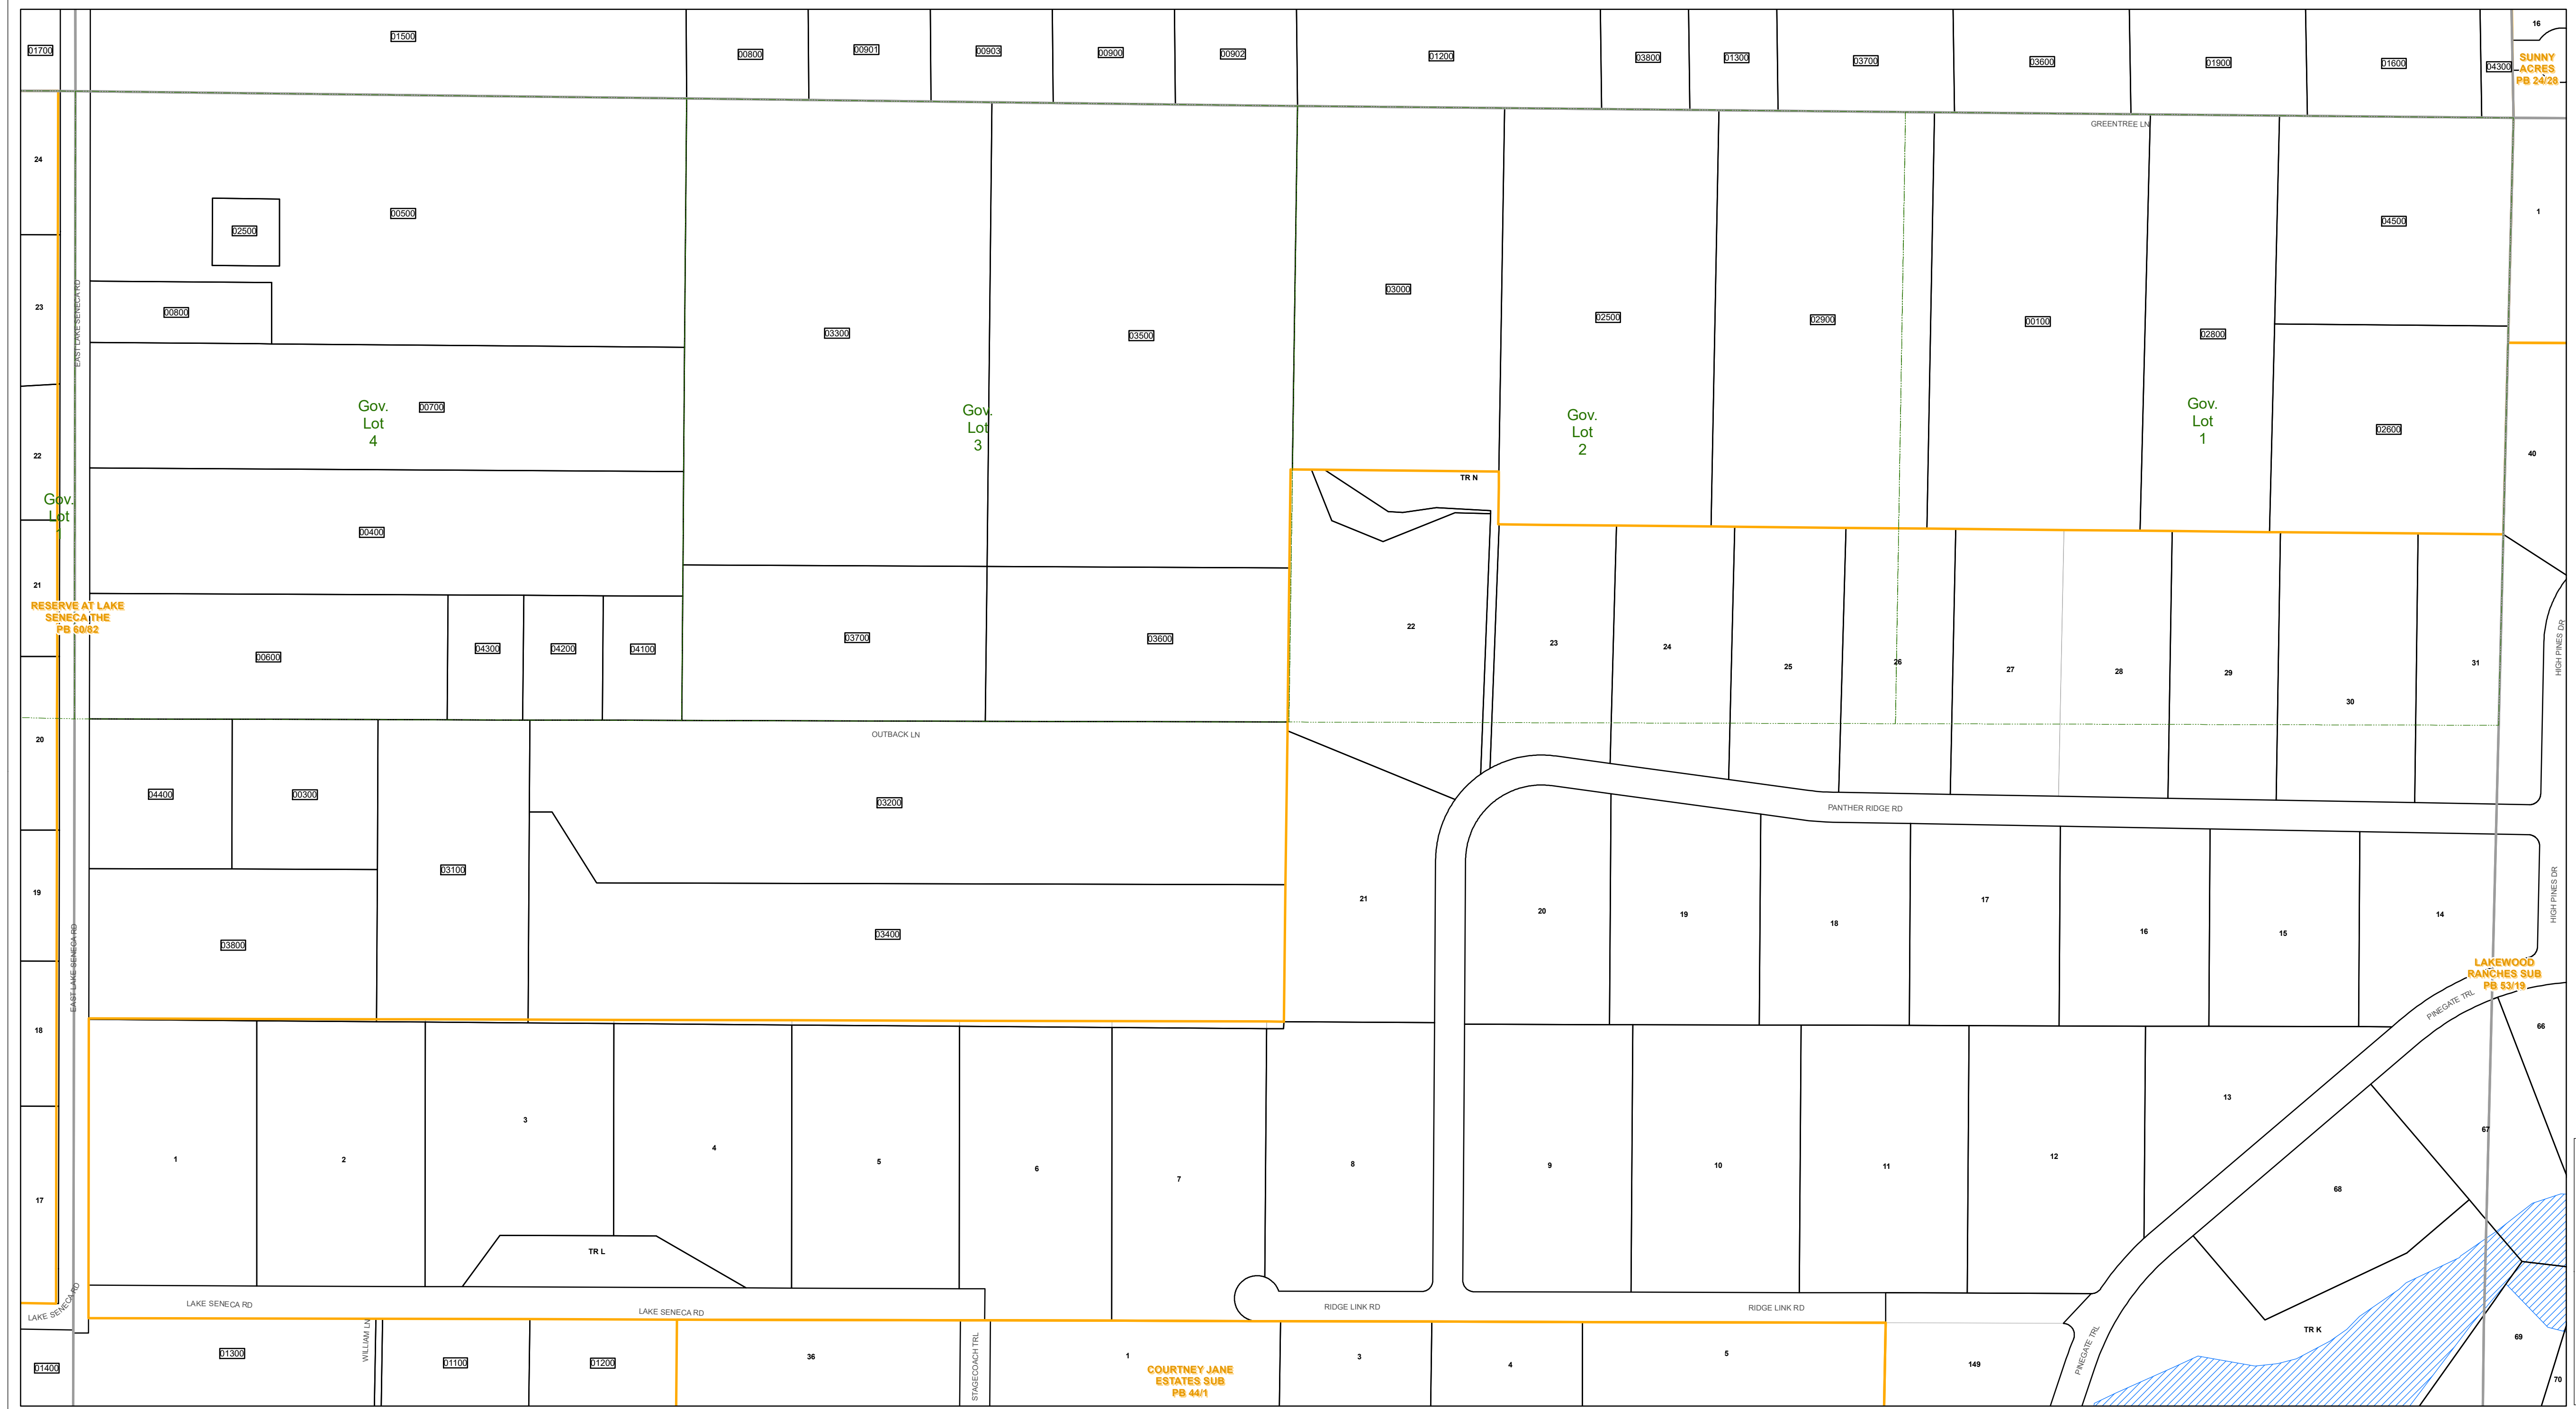 01700
01500
00800
00901
00903
00900
00902
01200
03800
01300
03700
03600
01900
01600
04300
16
SUNNY
ACRES
PB 24/28
GREENTREE LN
24
02500
00500
04500
1
23
EAST LAKE SENECA RD
00800
03300
03500
03000
02500
02900
00100
02800
Gov.
Lot
4
00700
Gov.
Lot
3
Gov.
Lot
2
Gov.
Lot
1
02600
40
22
Gov.
Lot
1
00400
TR N
21
RESERVE AT LAKE
SENECA THE
PB 60/82
00600
04300
04200
04100
03700
03600
22
23
24
25
26
27
28
29
30
31
HIGH PINES DR
20
OUTBACK LN
04400
00300
03200
PANTHER RIDGE RD
19
03100
03800
03400
EAST LAKE SENECA RD
21
20
19
18
17
16
15
14
HIGH PINES DR
LAKEWOOD
RANCHES SUB
PB 53/19
PINEGATE TRL
18
66
1
2
3
4
5
6
7
8
9
10
11
12
13
67
68
17
TR L
LAKE SENECA RD
LAKE SENECA RD
LAKE SENECA RD
RIDGE LINK RD
RIDGE LINK RD
TR K
69
01400
01300
WILLIAM LN
01100
01200
36
STAGECOACH TRL
1
COURTNEY JANE
ESTATES SUB
PB 44/1
3
4
5
149
PINEGATE TRL
70